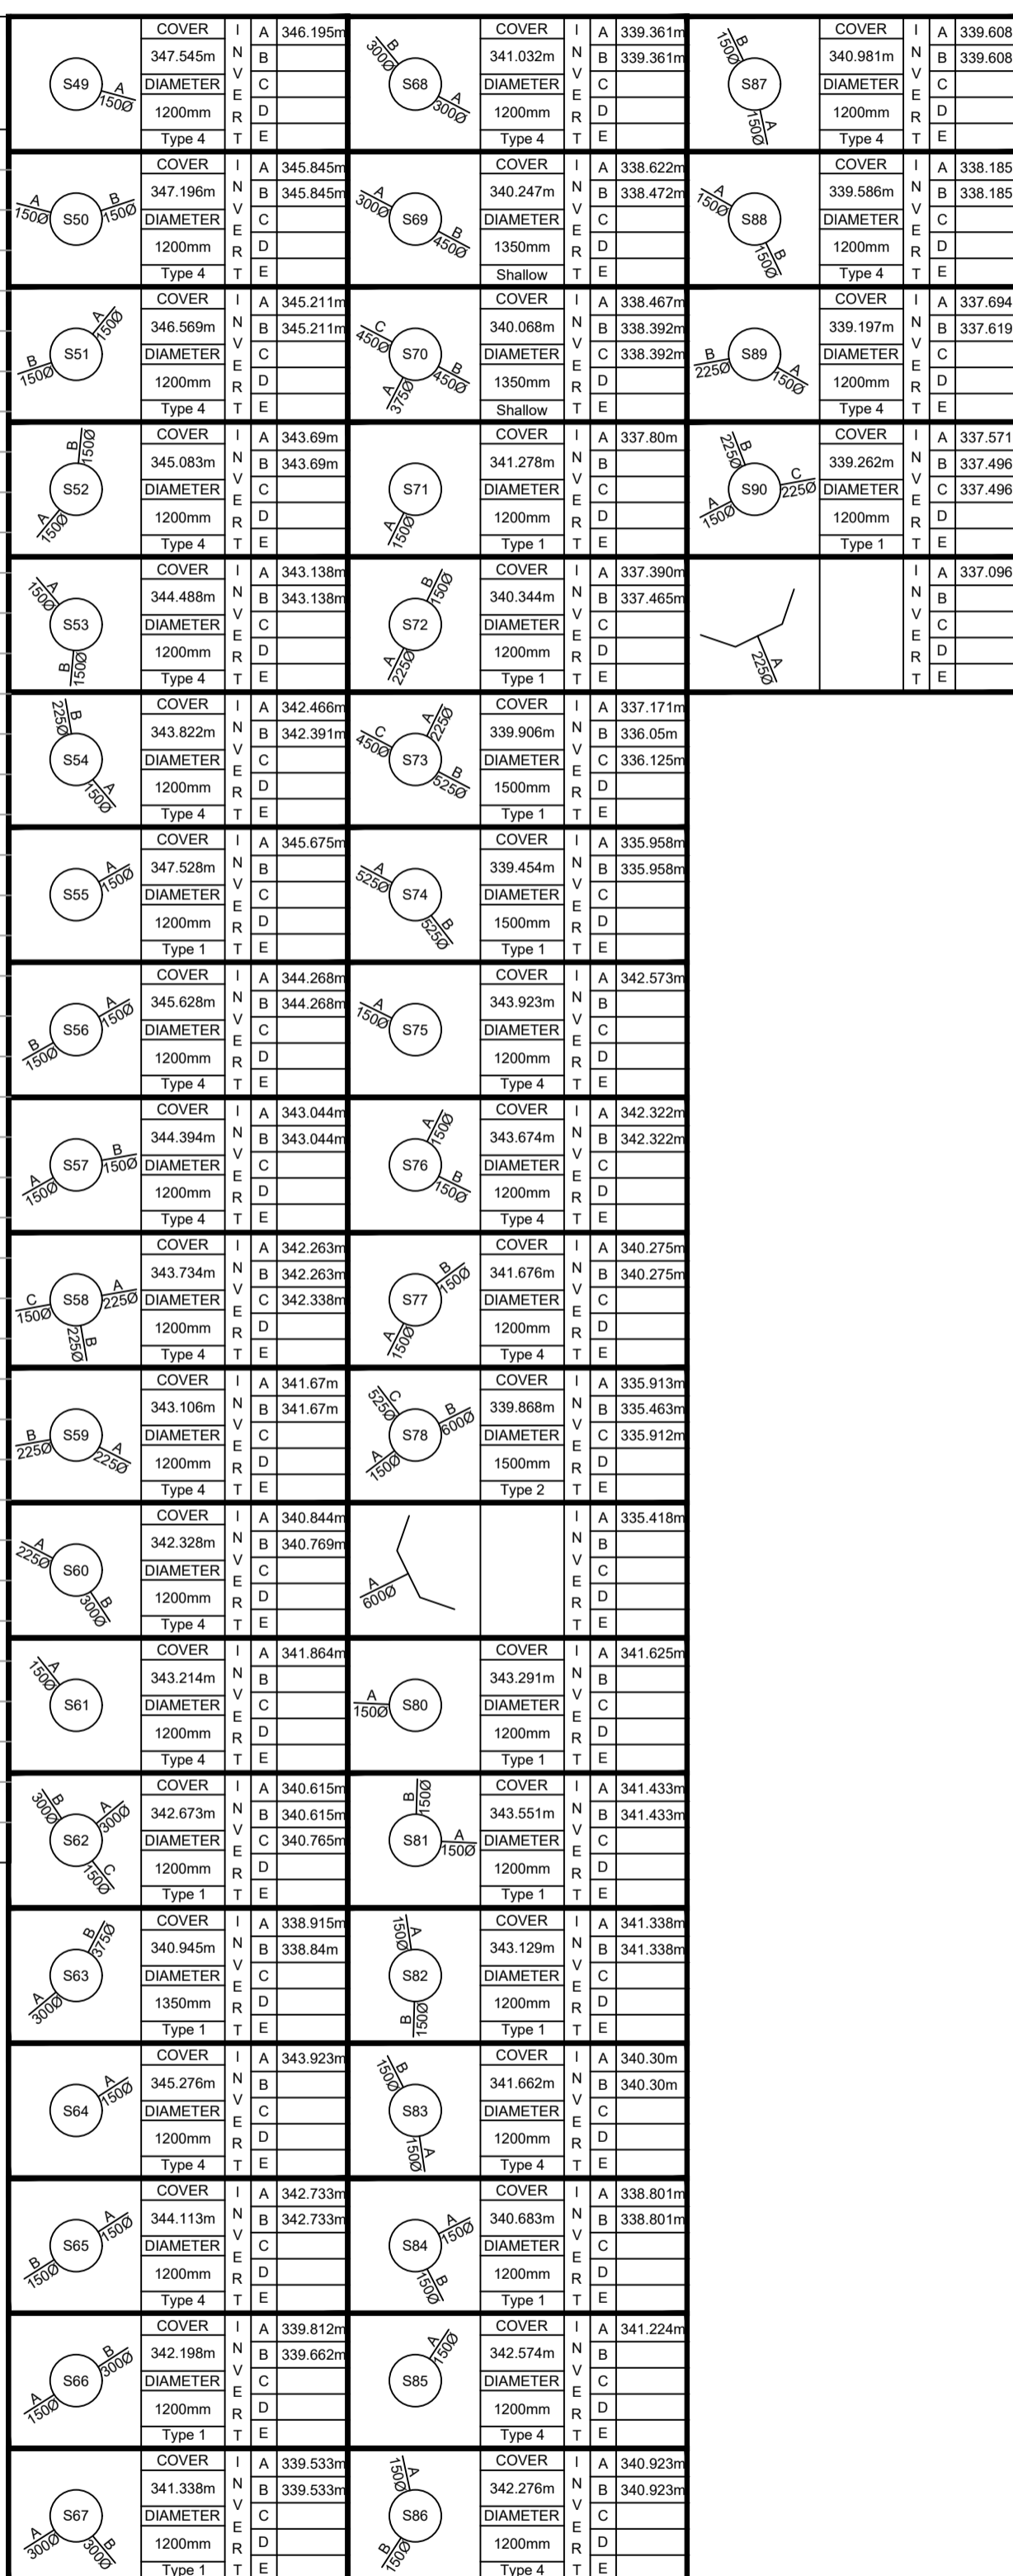 S49
A
150Ø
COVER
347.545m
DIAMETER
1200mm
Type 4
INVERT
A 346.195m
B
C
D
E
S50
A
150Ø
B
150Ø
COVER
347.196m
DIAMETER
1200mm
Type 4
INVERT
A 345.845m
B 345.845m
C
D
E
S51
A
150Ø
B
150Ø
COVER
346.569m
DIAMETER
1200mm
Type 4
INVERT
A 345.211m
B 345.211m
C
D
E
S52
B
150Ø
A
150Ø
COVER
345.083m
DIAMETER
1200mm
Type 4
INVERT
A 343.69m
B 343.69m
C
D
E
S53
A
150Ø
B
150Ø
COVER
344.488m
DIAMETER
1200mm
Type 4
INVERT
A 343.138m
B 343.138m
C
D
E
S54
B
225Ø
A
150Ø
COVER
343.822m
DIAMETER
1200mm
Type 4
INVERT
A 342.466m
B 342.391m
C
D
E
S55
A
150Ø
COVER
347.528m
DIAMETER
1200mm
Type 1
INVERT
A 345.675m
B
C
D
E
S56
A
150Ø
B
150Ø
COVER
345.628m
DIAMETER
1200mm
Type 4
INVERT
A 344.268m
B 344.268m
C
D
E
S57
B
150Ø
A
150Ø
COVER
344.394m
DIAMETER
1200mm
Type 4
INVERT
A 343.044m
B 343.044m
C
D
E
S58
A
225Ø
C
150Ø
B
225Ø
COVER
343.734m
DIAMETER
1200mm
Type 4
INVERT
A 342.263m
B 342.263m
C 342.338m
D
E
S59
B
225Ø
A
225Ø
COVER
343.106m
DIAMETER
1200mm
Type 4
INVERT
A 341.67m
B 341.67m
C
D
E
S60
A
225Ø
B
300Ø
COVER
342.328m
DIAMETER
1200mm
Type 4
INVERT
A 340.844m
B 340.769m
C
D
E
S61
A
150Ø
COVER
343.214m
DIAMETER
1200mm
Type 4
INVERT
A 341.864m
B
C
D
E
S62
B
300Ø
A
300Ø
C
150Ø
COVER
342.673m
DIAMETER
1200mm
Type 1
INVERT
A 340.615m
B 340.615m
C 340.765m
D
E
S63
B
375Ø
A
300Ø
COVER
340.945m
DIAMETER
1350mm
Type 1
INVERT
A 338.915m
B 338.84m
C
D
E
S64
A
150Ø
COVER
345.276m
DIAMETER
1200mm
Type 4
INVERT
A 343.923m
B
C
D
E
S65
A
150Ø
B
150Ø
COVER
344.113m
DIAMETER
1200mm
Type 4
INVERT
A 342.733m
B 342.733m
C
D
E
S66
B
300Ø
A
150Ø
COVER
342.198m
DIAMETER
1200mm
Type 1
INVERT
A 339.812m
B 339.662m
C
D
E
S67
A
300Ø
B
300Ø
COVER
341.338m
DIAMETER
1200mm
Type 1
INVERT
A 339.533m
B 339.533m
C
D
E
S68
B
300Ø
A
300Ø
COVER
341.032m
DIAMETER
1200mm
Type 4
INVERT
A 339.361m
B 339.361m
C
D
E
S69
A
300Ø
B
450Ø
COVER
340.247m
DIAMETER
1350mm
Shallow
INVERT
A 338.622m
B 338.472m
C
D
E
S70
C
450Ø
B
450Ø
A
375Ø
COVER
340.068m
DIAMETER
1350mm
Shallow
INVERT
A 338.467m
B 338.392m
C 338.392m
D
E
S71
A
150Ø
COVER
341.278m
DIAMETER
1200mm
Type 1
INVERT
A 337.80m
B
C
D
E
S72
B
150Ø
A
225Ø
COVER
340.344m
DIAMETER
1200mm
Type 1
INVERT
A 337.390m
B 337.465m
C
D
E
S73
A
225Ø
C
450Ø
B
525Ø
COVER
339.906m
DIAMETER
1500mm
Type 1
INVERT
A 337.171m
B 336.05m
C 336.125m
D
E
S74
A
525Ø
B
525Ø
COVER
339.454m
DIAMETER
1500mm
Type 1
INVERT
A 335.958m
B 335.958m
C
D
E
S75
A
150Ø
COVER
343.923m
DIAMETER
1200mm
Type 4
INVERT
A 342.573m
B
C
D
E
S76
A
150Ø
B
150Ø
COVER
343.674m
DIAMETER
1200mm
Type 4
INVERT
A 342.322m
B 342.322m
C
D
E
S77
B
150Ø
A
150Ø
COVER
341.676m
DIAMETER
1200mm
Type 4
INVERT
A 340.275m
B 340.275m
C
D
E
S78
C
525Ø
B
600Ø
A
150Ø
COVER
339.868m
DIAMETER
1500mm
Type 2
INVERT
A 335.913m
B 335.463m
C 335.912m
D
E
A
600Ø
INVERT
A 335.418m
B
C
D
E
S80
A
150Ø
COVER
343.291m
DIAMETER
1200mm
Type 1
INVERT
A 341.625m
B
C
D
E
S81
B
150Ø
A
150Ø
COVER
343.551m
DIAMETER
1200mm
Type 1
INVERT
A 341.433m
B 341.433m
C
D
E
S82
A
150Ø
B
150Ø
COVER
343.129m
DIAMETER
1200mm
Type 1
INVERT
A 341.338m
B 341.338m
C
D
E
S83
B
150Ø
A
150Ø
COVER
341.662m
DIAMETER
1200mm
Type 4
INVERT
A 340.30m
B 340.30m
C
D
E
S84
A
150Ø
B
150Ø
COVER
340.683m
DIAMETER
1200mm
Type 1
INVERT
A 338.801m
B 338.801m
C
D
E
S85
A
150Ø
COVER
342.574m
DIAMETER
1200mm
Type 4
INVERT
A 341.224m
B
C
D
E
S86
A
150Ø
B
150Ø
COVER
342.276m
DIAMETER
1200mm
Type 4
INVERT
A 340.923m
B 340.923m
C
D
E
S87
B
150Ø
A
150Ø
COVER
340.981m
DIAMETER
1200mm
Type 4
INVERT
A 339.608
B 339.608
C
D
E
S88
A
150Ø
B
150Ø
COVER
339.586m
DIAMETER
1200mm
Type 4
INVERT
A 338.185
B 338.185
C
D
E
S89
B
225Ø
A
150Ø
COVER
339.197m
DIAMETER
1200mm
Type 4
INVERT
A 337.694
B 337.619
C
D
E
S90
B
225Ø
C
225Ø
A
150Ø
COVER
339.262m
DIAMETER
1200mm
Type 1
INVERT
A 337.571
B 337.496
C 337.496
D
E
A
225Ø
INVERT
A 337.096
B
C
D
E